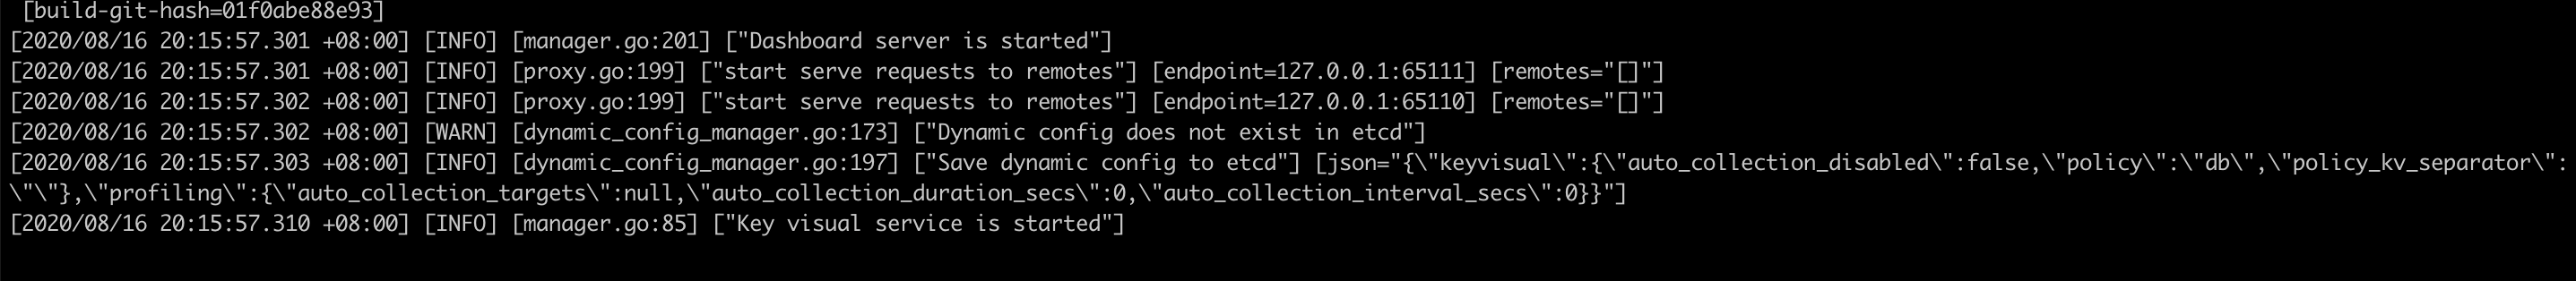 [build-git-hash=01f0abe88e93]
[2020/08/16 20:15:57.301 +08:00] [INFO] [manager.go:201] ["Dashboard server is started"]
[2020/08/16 20:15:57.301 +08:00] [INFO] [proxy.go:199] ["start serve requests to remotes"] [endpoint=127.0.0.1:65111] [remotes="[]"]
[2020/08/16 20:15:57.302 +08:00] [INFO] [proxy.go:199] ["start serve requests to remotes"] [endpoint=127.0.0.1:65110] [remotes="[]"]
[2020/08/16 20:15:57.302 +08:00] [WARN] [dynamic_config_manager.go:173] ["Dynamic config does not exist in etcd"]
[2020/08/16 20:15:57.303 +08:00] [INFO] [dynamic_config_manager.go:197] ["Save dynamic config to etcd"] [json="{\"keyvisual\":{\"auto_collection_disabled\":false,\"policy\":\"db\",\"policy_kv_separator\":
\"\"},\"profiling\":{\"auto_collection_targets\":null,\"auto_collection_duration_secs\":0,\"auto_collection_interval_secs\":0}}"]
[2020/08/16 20:15:57.310 +08:00] [INFO] [manager.go:85] ["Key visual service is started"]